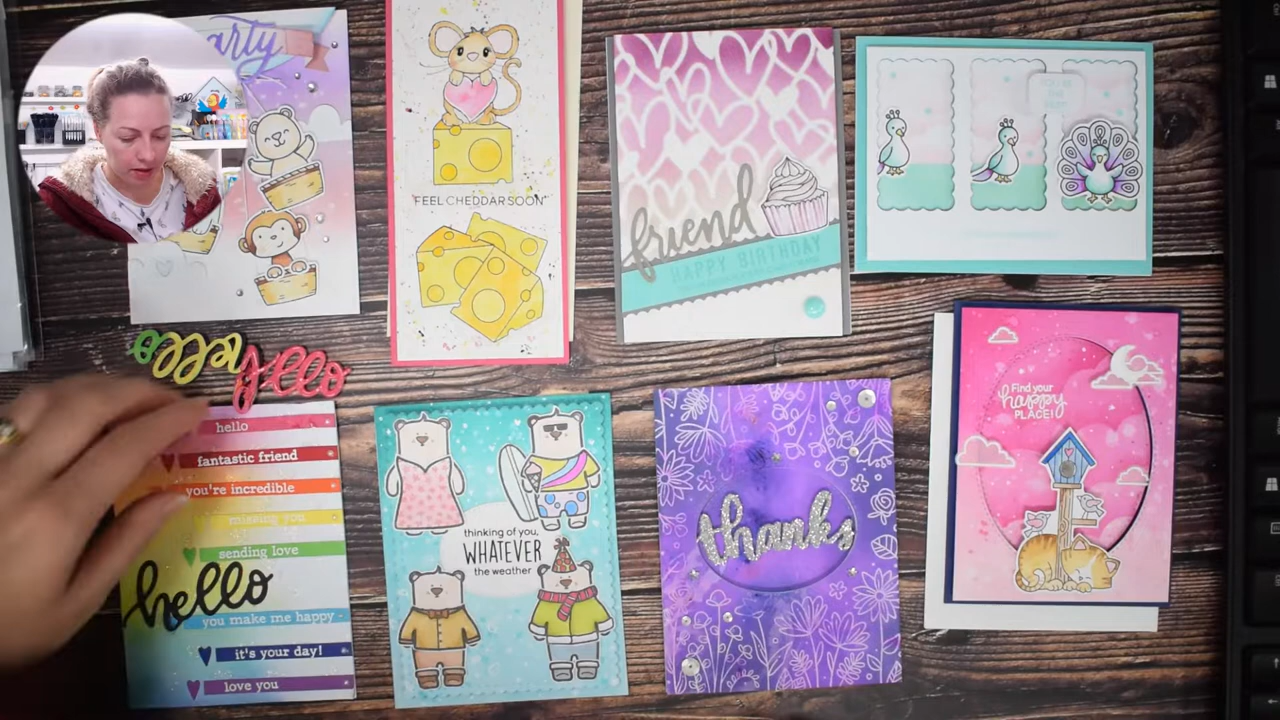 arty
FEEL CHEDDAR SOON
friend
HAPPY BIRTHDAY
Find your
happy
PLACE!
hello
hello
hello
fantastic friend
you're incredible
missing you
sending love
hello
you make me happy
it's your day!
love you
thinking of you,
WHATEVER
the weather
thanks